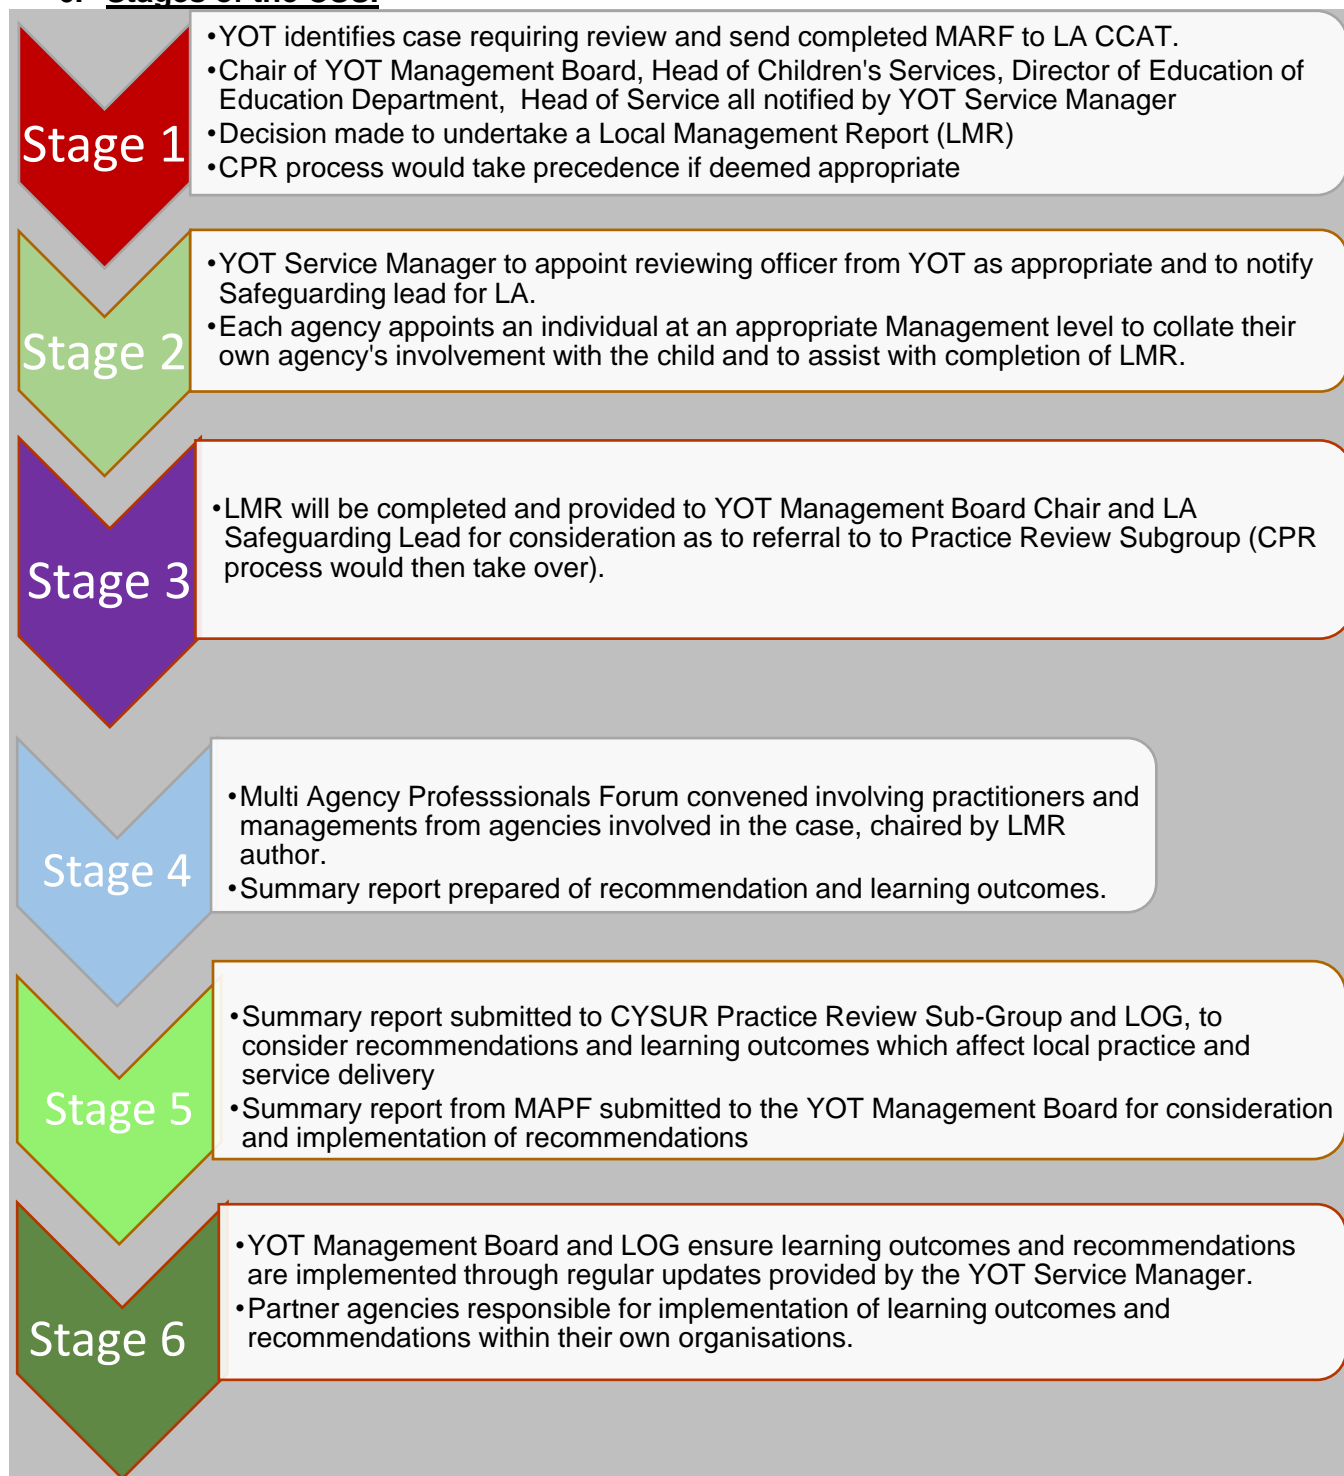 Stage 1
•YOT identifies case requiring review and send completed MARF to LA CCAT.
•Chair of YOT Management Board, Head of Children's Services, Director of Education of
Education Department,  Head of Service all notified by YOT Service Manager
•Decision made to undertake a Local Management Report (LMR)
•CPR process would take precedence if deemed appropriate
Stage 2
•YOT Service Manager to appoint reviewing officer from YOT as appropriate and to notify
Safeguarding lead for LA.
•Each agency appoints an individual at an appropriate Management level to collate their
own agency's involvement with the child and to assist with completion of LMR.
Stage 3
•LMR will be completed and provided to YOT Management Board Chair and LA
Safeguarding Lead for consideration as to referral to to Practice Review Subgroup (CPR
process would then take over).
Stage 4
•Multi Agency Professsionals Forum convened involving practitioners and
managements from agencies involved in the case, chaired by LMR
author.
•Summary report prepared of recommendation and learning outcomes.
Stage 5
•Summary report submitted to CYSUR Practice Review Sub-Group and LOG, to
consider recommendations and learning outcomes which affect local practice and
service delivery
•Summary report from MAPF submitted to the YOT Management Board for consideration
and implementation of recommendations
Stage 6
•YOT Management Board and LOG ensure learning outcomes and recommendations
are implemented through regular updates provided by the YOT Service Manager.
•Partner agencies responsible for implementation of learning outcomes and
recommendations within their own organisations.